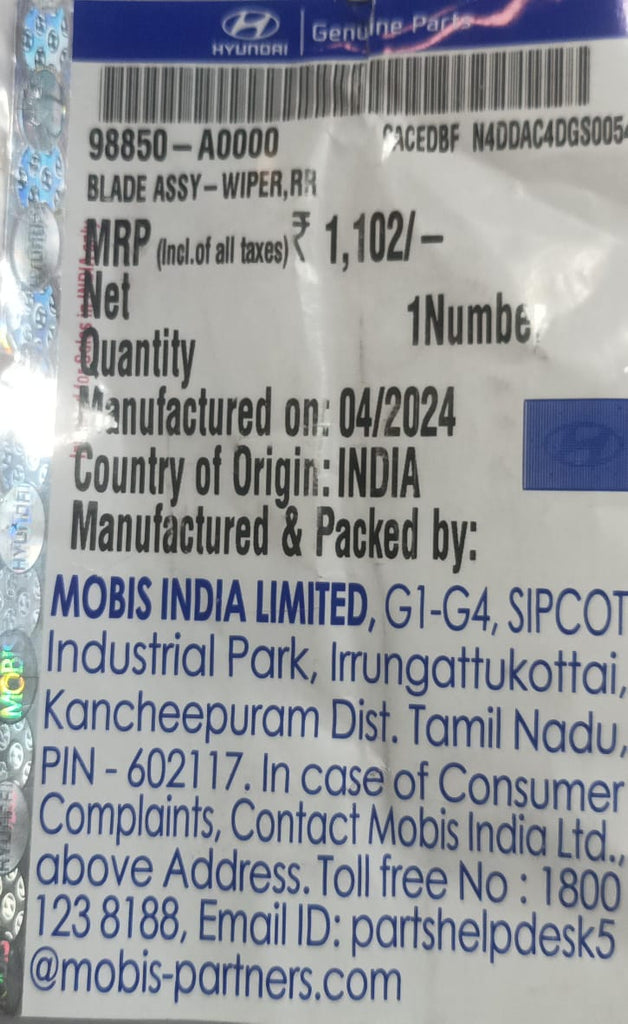 HYUNDAI | Genuine Parts
98850-A0000 CACEDBF N4DDAC4DGS0054
BLADE ASSY-WIPER,RR
MRP (Incl.of all taxes) ₹ 1,102/-
Net
Quantity
1Number
Manufactured on: 04/2024
Country of Origin: INDIA
Manufactured & Packed by:
MOBIS INDIA LIMITED, G1-G4, SIPCOT
Industrial Park, Irrungattukottai,
Kancheepuram Dist. Tamil Nadu,
PIN - 602117. In case of Consumer
Complaints, Contact Mobis India Ltd.,
above Address. Toll free No : 1800
123 8188, Email ID: partshelpdesk5
@mobis-partners.com
HYUNDAI
MOBIS